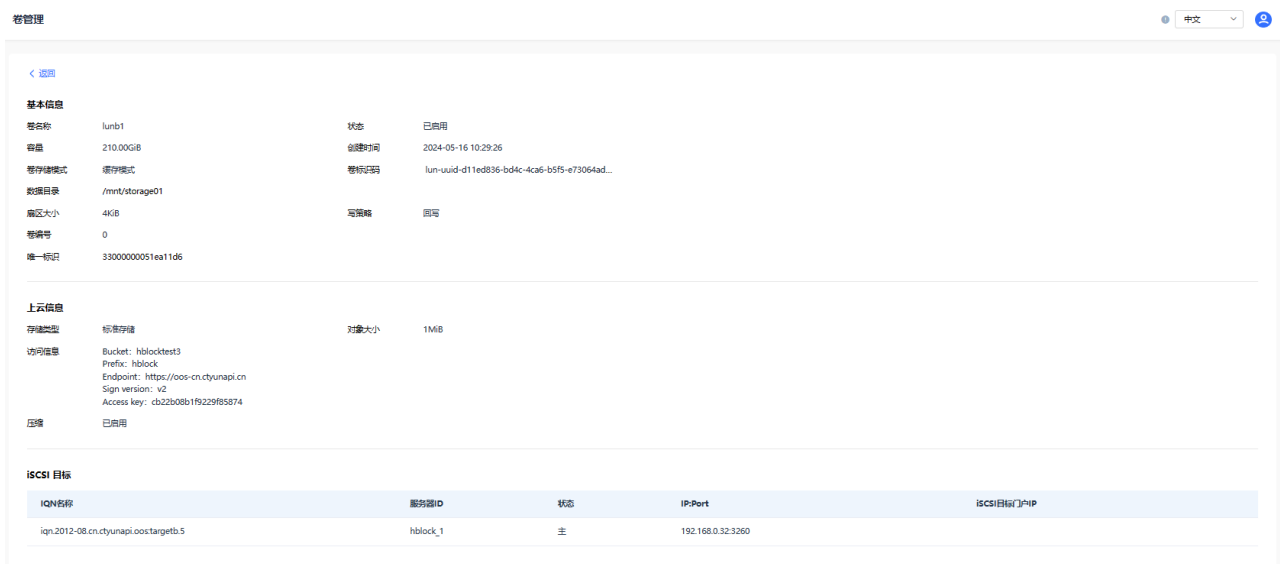 卷管理
中文
返回
基本信息
卷名称 lunb1 状态 已启用
容量 210.00GiB 创建时间 2024-05-16 10:29:26
卷存储模式 缓存模式 卷标识码 lun-uuid-d11ed836-bd4c-4ca6-b5f5-e73064ad...
数据目录 /mnt/storage01
扇区大小 4KiB 写策略 回写
卷编号 0
唯一标识 33000000051ea11d6
上云信息
存储类型 标准存储 对象大小 1MiB
访问信息 Bucket：hblocktest3
Prefix：hblock
Endpoint：https://oos-cn.ctyunapi.cn
Sign version：v2
Access key：cb22b08b1f9229f85874
压缩 已启用
iSCSI 目标
IQN名称 服务器ID 状态 IP:Port iSCSI目标门户IP
iqn.2012-08.cn.ctyunapi.oos:targetb.5 hblock_1 主 192.168.0.32:3260